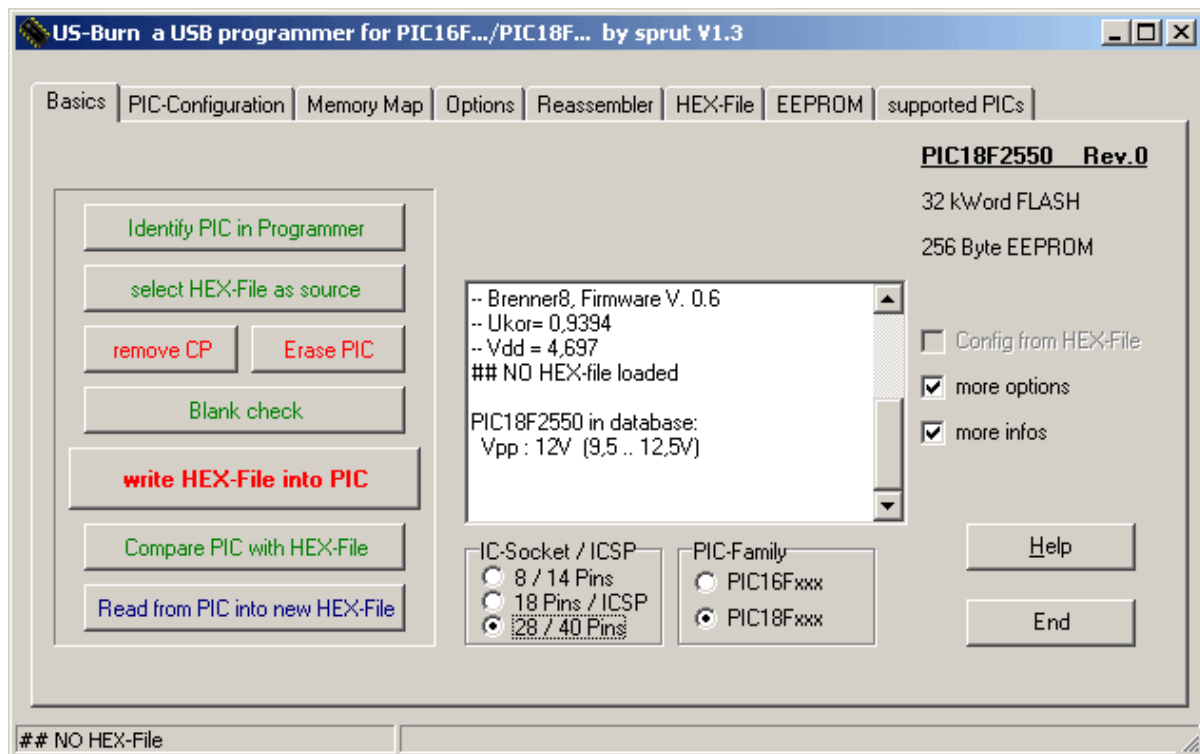 US-Burn a USB programmer for PIC16F.../PIC18F... by sprut V1.3
Basics PIC-Configuration Memory Map Options Reassembler HEX-File EEPROM supported PICs
PIC18F2550 Rev.0
32 kWord FLASH
256 Byte EEPROM
Identify PIC in Programmer
select HEX-File as source
remove CP Erase PIC
Blank check
write HEX-File into PIC
Compare PIC with HEX-File
Read from PIC into new HEX-File
-- Brenner8, Firmware V. 0.6
-- Ukor= 0,9394
-- Vdd = 4,697
## NO HEX-file loaded
PIC18F2550 in database:
Vpp : 12V (9,5 .. 12,5V)
Config from HEX-File
more options
more infos
IC-Socket / ICSP
8 / 14 Pins
18 Pins / ICSP
28 / 40 Pins
PIC-Family
PIC16Fxxx
PIC18Fxxx
Help
End
## NO HEX-File